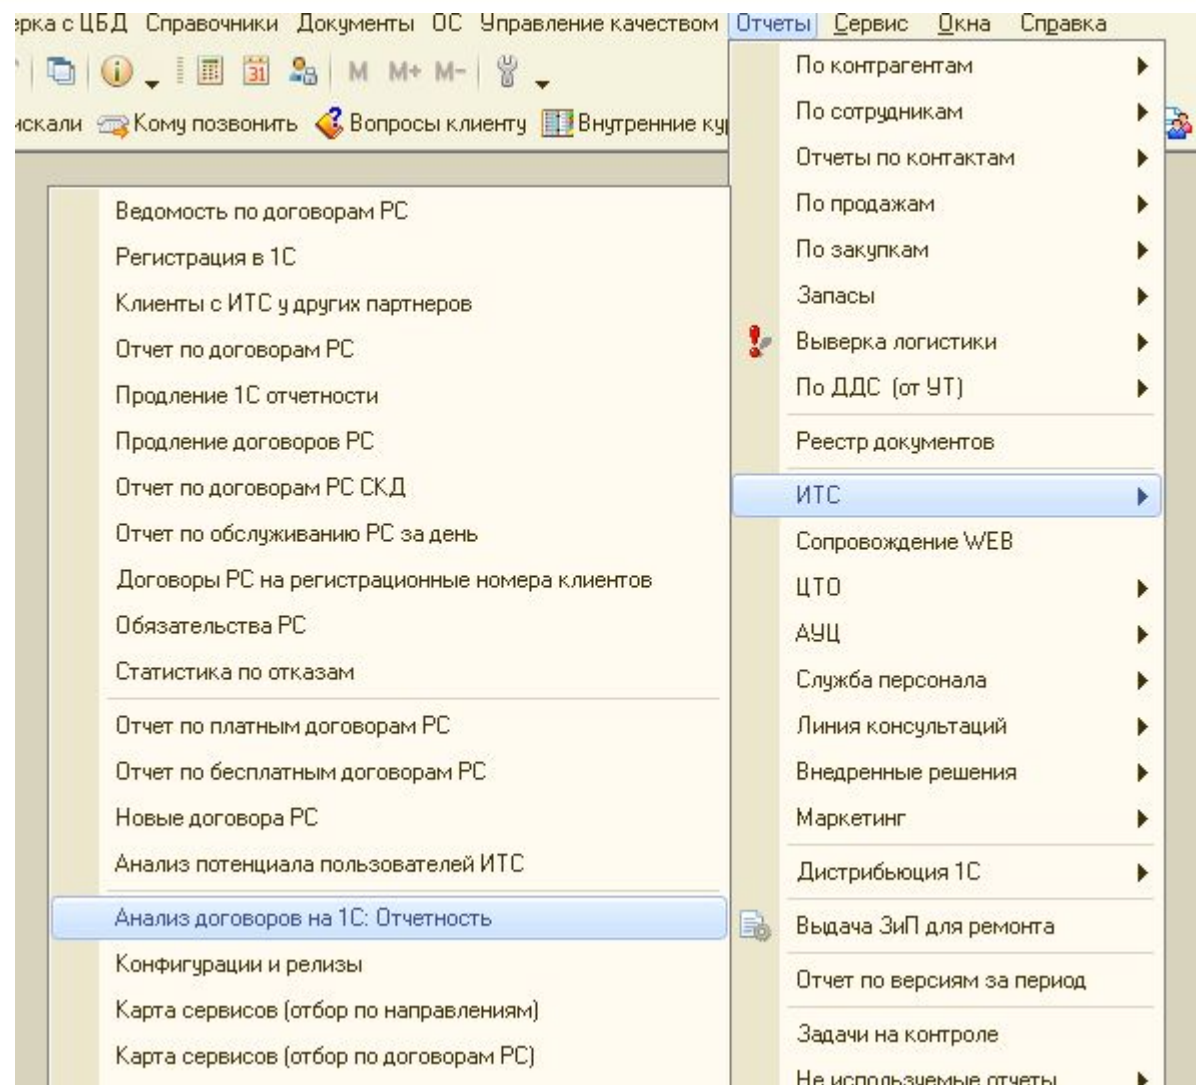 с ЦБД Справочники Документы ОС Управление качеством Отчеты Сервис Окна Справка
31 М М+ М-
Кому позвонить Вопросы клиенту Внутренние
По контрагентам
По сотрудникам
Отчеты по контактам
По продажам
По закупкам
Запасы
Выверка логистики
По ДДС (от УТ)
Реестр документов
ИТС
Сопровождение WEB
ЦТО
АУЦ
Служба персонала
Линия консультаций
Внедренные решения
Маркетинг
Дистрибьюция 1С
Выдача ЗиП для ремонта
Отчет по версиям за период
Задачи на контроле
Не используемые отчеты
Ведомость по договорам РС
Регистрация в 1С
Клиенты с ИТС у других партнеров
Отчет по договорам РС
Продление 1С отчетности
Продление договоров РС
Отчет по договорам РС СКД
Отчет по обслуживанию РС за день
Договоры РС на регистрационные номера клиентов
Обязательства РС
Статистика по отказам
Отчет по платным договорам РС
Отчет по бесплатным договорам РС
Новые договора РС
Анализ потенциала пользователей ИТС
Анализ договоров на 1С: Отчетность
Конфигурации и релизы
Карта сервисов (отбор по направлениям)
Карта сервисов (отбор по договорам РС)